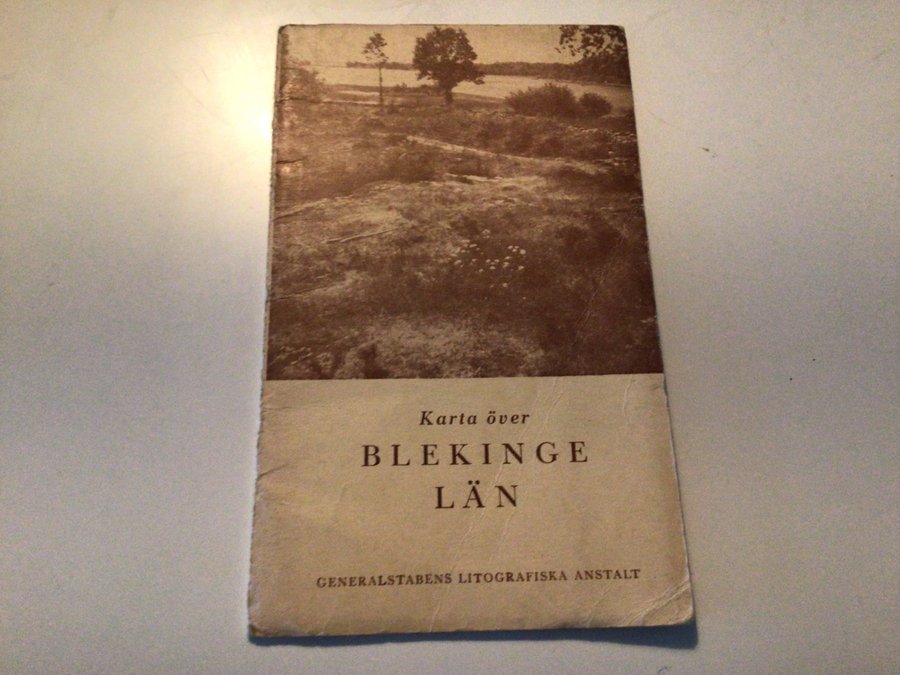 Karta över
BLEKINGE
LÄN
GENERALSTABENS LITOGRAFISKA ANSTALT